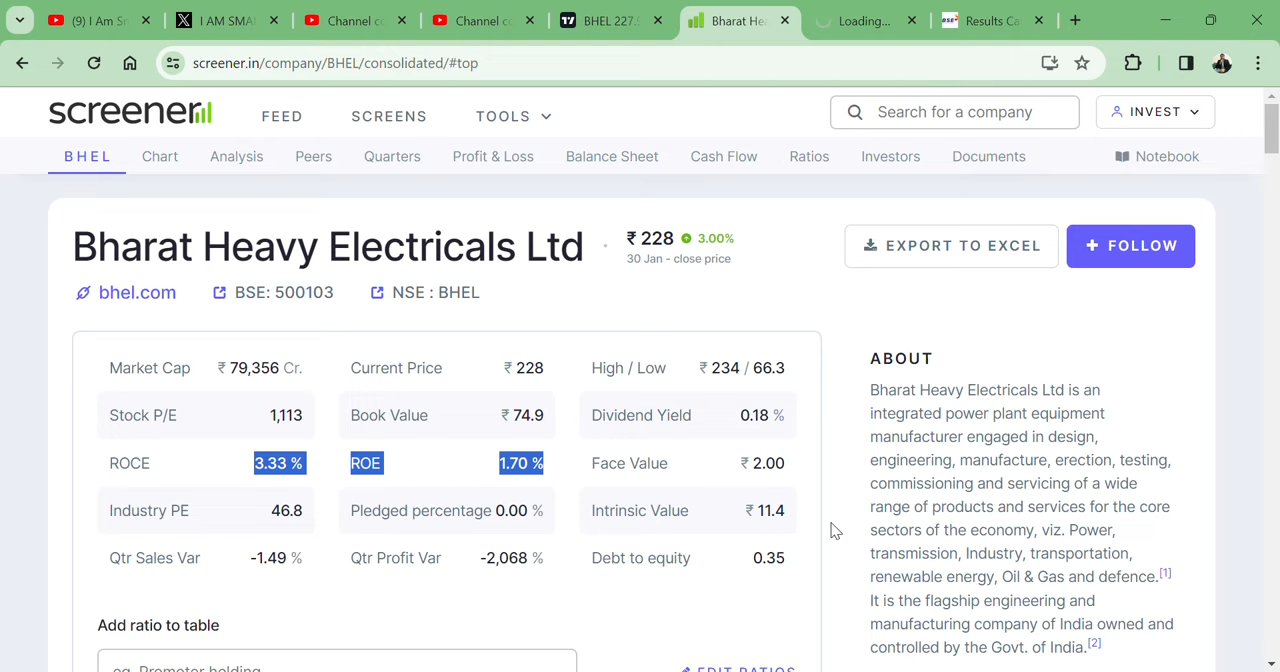 (9) I Am Sm
I AM SMA
Channel co
Channel co
BHEL 227.
Bharat Hea
Loading...
BSE
Results Ca
screener.in/company/BHEL/consolidated/#top
screener
FEED
SCREENS
TOOLS
Search for a company
INVEST
BHEL
Chart
Analysis
Peers
Quarters
Profit & Loss
Balance Sheet
Cash Flow
Ratios
Investors
Documents
Notebook
Bharat Heavy Electricals Ltd
₹ 228 3.00%
30 Jan - close price
EXPORT TO EXCEL
+ FOLLOW
bhel.com
BSE: 500103
NSE : BHEL
Market Cap ₹ 79,356 Cr.
Current Price ₹ 228
High / Low ₹ 234 / 66.3
Stock P/E 1,113
Book Value ₹ 74.9
Dividend Yield 0.18 %
ROCE 3.33 %
ROE 1.70 %
Face Value ₹ 2.00
Industry PE 46.8
Pledged percentage 0.00 %
Intrinsic Value ₹ 11.4
Qtr Sales Var -1.49 %
Qtr Profit Var -2,068 %
Debt to equity 0.35
Add ratio to table
eg. Promoter holding
EDIT RATIOS
ABOUT
Bharat Heavy Electricals Ltd is an
integrated power plant equipment
manufacturer engaged in design,
engineering, manufacture, erection, testing,
commissioning and servicing of a wide
range of products and services for the core
sectors of the economy, viz. Power,
transmission, Industry, transportation,
renewable energy, Oil & Gas and defence.[1]
It is the flagship engineering and
manufacturing company of India owned and
controlled by the Govt. of India.[2]